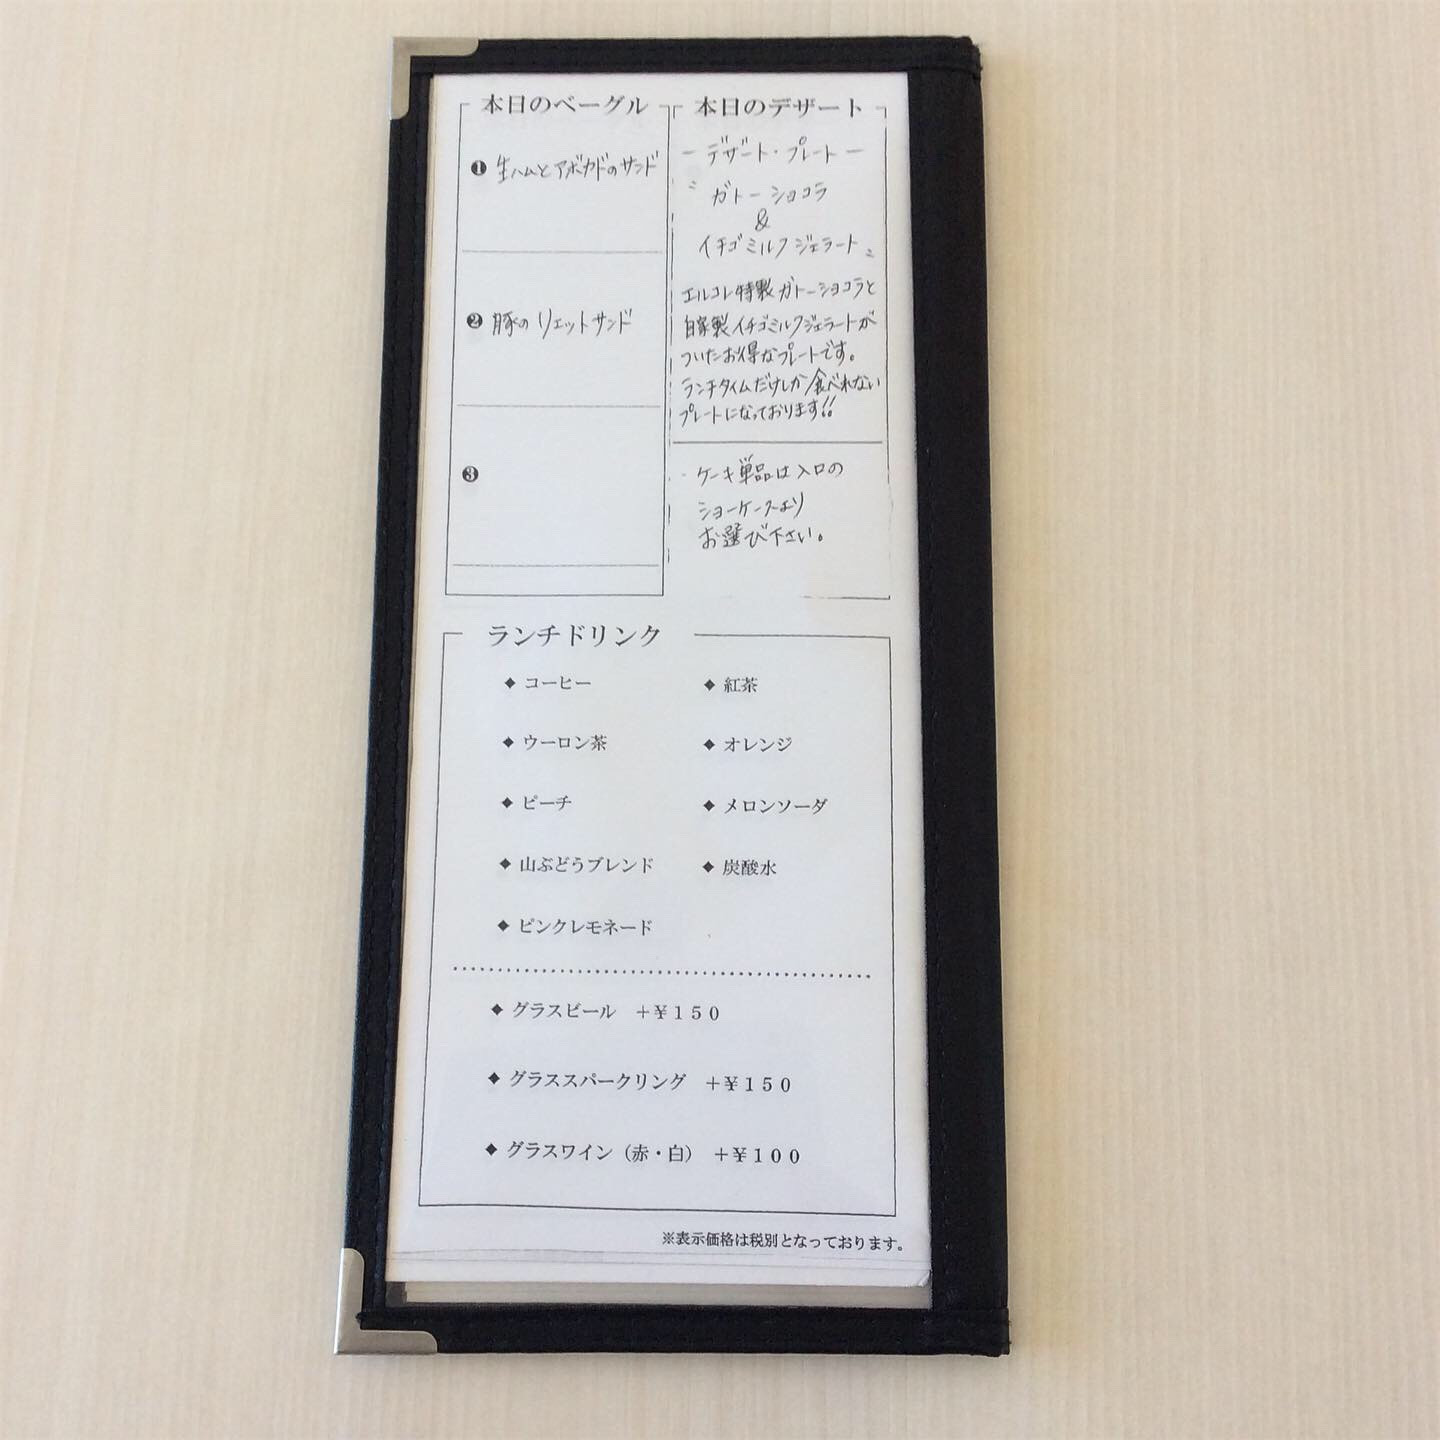 本日のベーグル
❶ 生ハムとアボカドのサンド
❷ 豚のリエットサンド
❸
本日のデザート
ー デザート・プレート ー
〝ガトーショコラ
&
イチゴミルクジェラート〟
エルコレ特製ガトーショコラと
自家製イチゴミルクジェラートが
ついたお得なプレートです。
ランチタイムだけしか食べれない
プレートになっております!!
・ケーキ単品は入口の
ショーケースより
お選び下さい。
ランチドリンク
◆ コーヒー ◆ 紅茶
◆ ウーロン茶 ◆ オレンジ
◆ ピーチ ◆ メロンソーダ
◆ 山ぶどうブレンド ◆ 炭酸水
◆ ピンクレモネード
◆ グラスビール +¥150
◆ グラススパークリング +¥150
◆ グラスワイン(赤・白) +¥100
※表示価格は税別となっております。